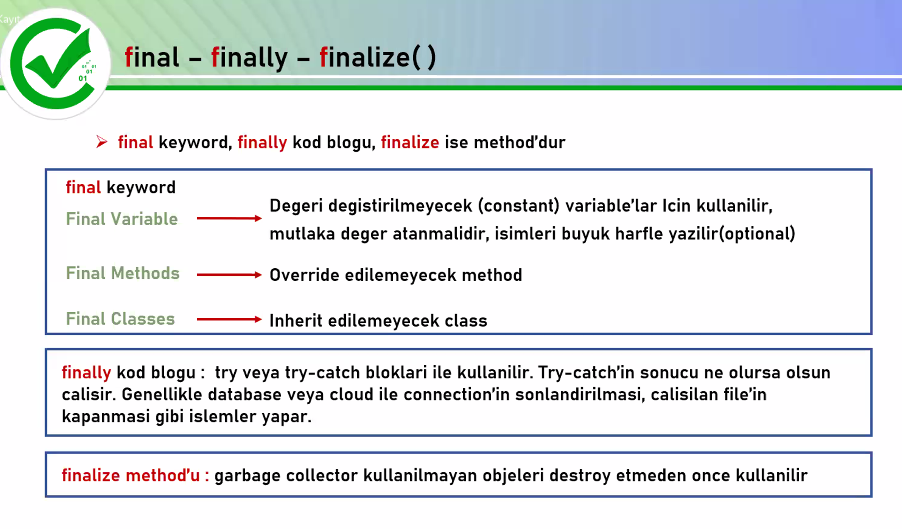 Kayıt
final – finally – finalize( )
01
01
01
01
➢ final keyword, finally kod blogu, finalize ise method’dur
final keyword
Final Variable
Degeri degistirilmeyecek (constant) variable’lar Icin kullanilir,
mutlaka deger atanmalidir, isimleri buyuk harfle yazilir(optional)
Final Methods
Override edilemeyecek method
Final Classes
Inherit edilemeyecek class
finally kod blogu : try veya try-catch bloklari ile kullanilir. Try-catch’in sonucu ne olursa olsun
calisir. Genellikle database veya cloud ile connection’in sonlandirilmasi, calisilan file’in
kapanmasi gibi islemler yapar.
finalize method’u : garbage collector kullanilmayan objeleri destroy etmeden once kullanilir